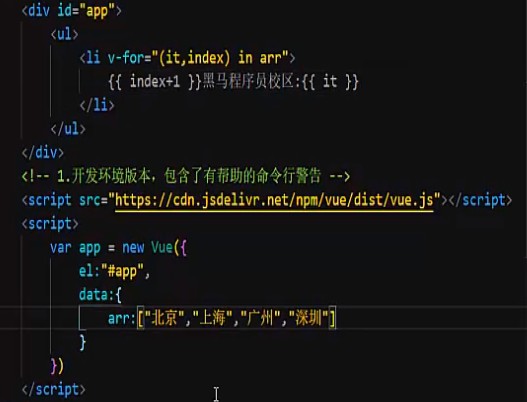 <div id="app">
<ul>
<li v-for="(it,index) in arr">
{{ index+1 }}黑马程序员校区:{{ it }}
</li>
</ul>
</div>
<!-- 1.开发环境版本，包含了有帮助的命令行警告 -->
<script src="https://cdn.jsdelivr.net/npm/vue/dist/vue.js"></script>
<script>
var app = new Vue({
el:"#app",
data:{
arr:["北京","上海","广州","深圳"]
}
})
</script>